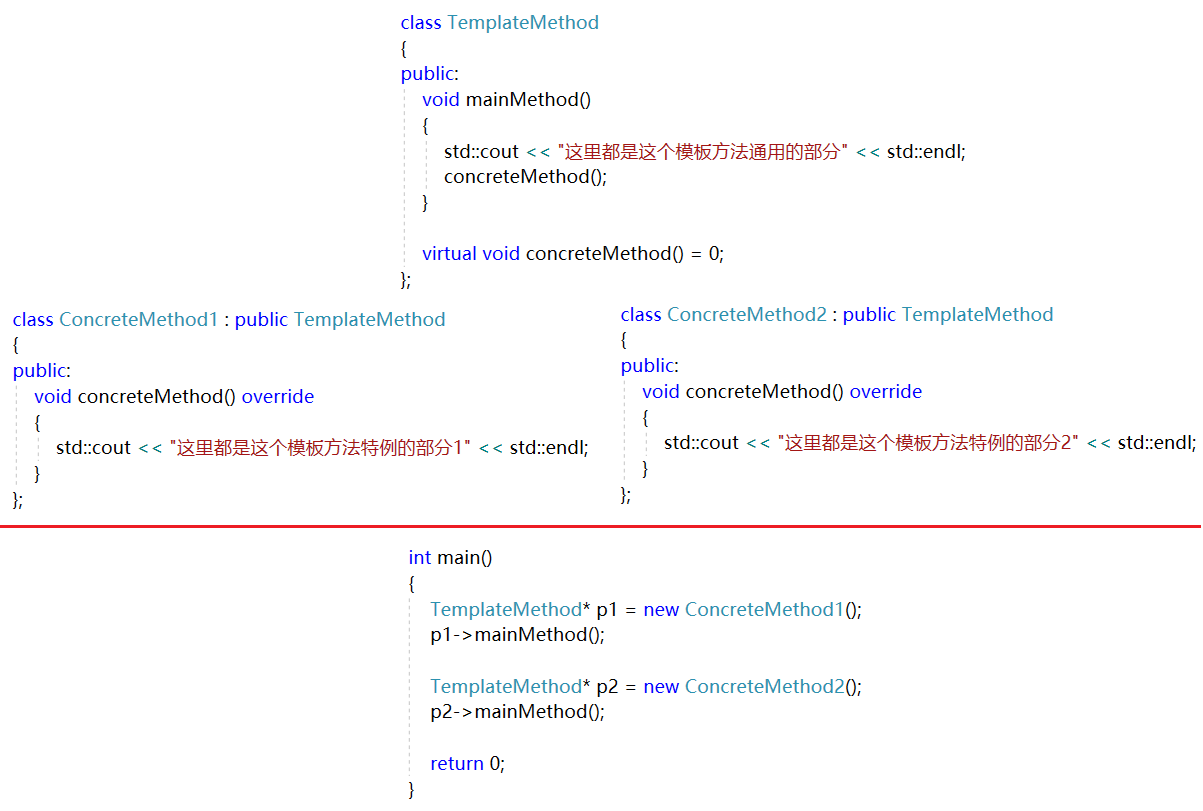 class TemplateMethod
{
public:
void mainMethod()
{
std::cout << "这里都是这个模板方法通用的部分" << std::endl;
concreteMethod();
}
virtual void concreteMethod() = 0;
};
class ConcreteMethod1 : public TemplateMethod
{
public:
void concreteMethod() override
{
std::cout << "这里都是这个模板方法特例的部分1" << std::endl;
}
};
class ConcreteMethod2 : public TemplateMethod
{
public:
void concreteMethod() override
{
std::cout << "这里都是这个模板方法特例的部分2" << std::endl;
}
};
int main()
{
TemplateMethod* p1 = new ConcreteMethod1();
p1->mainMethod();
TemplateMethod* p2 = new ConcreteMethod2();
p2->mainMethod();
return 0;
}